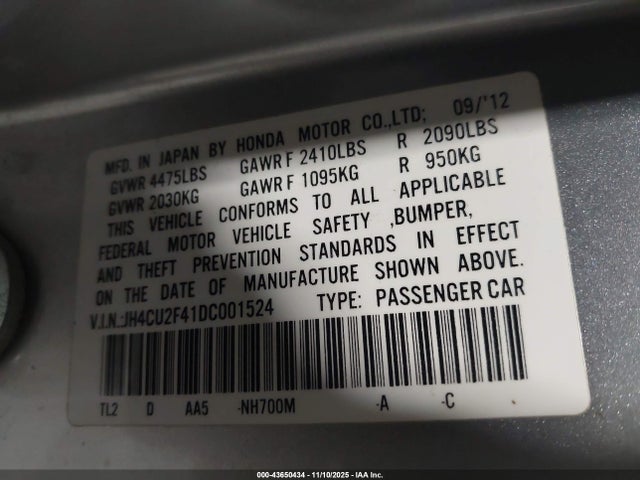 MFD. IN JAPAN BY HONDA MOTOR CO.,LTD; 09/'12
GVWR 4475LBS GAWR F 2410LBS R 2090LBS
GVWR 2030KG GAWR F 1095KG R 950KG
THIS VEHICLE CONFORMS TO ALL APPLICABLE
FEDERAL MOTOR VEHICLE SAFETY ,BUMPER,
AND THEFT PREVENTION STANDARDS IN EFFECT
ON THE DATE OF MANUFACTURE SHOWN ABOVE.
V.I.N.:JH4CU2F41DC001524 TYPE: PASSENGER CAR
TL2 D AA5 -NH700M -A -C
000-43650434 - 11/10/2025 - IAA Inc.